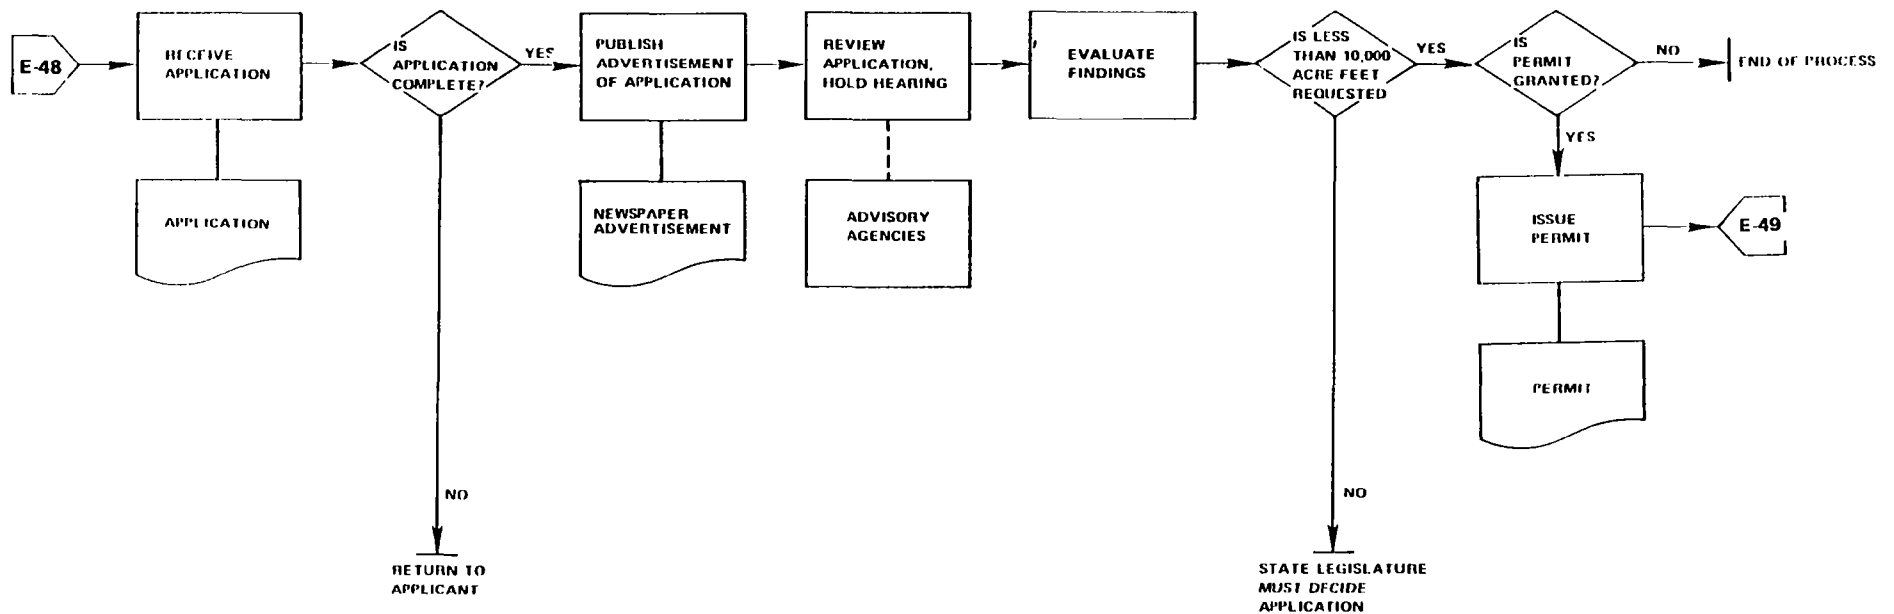 E-48
RECEIVE
APPLICATION
APPLICATION
IS
APPLICATION
COMPLETE?
YES
NO
RETURN TO
APPLICANT
PUBLISH
ADVERTISEMENT
OF APPLICATION
NEWSPAPER
ADVERTISEMENT
REVIEW
APPLICATION,
HOLD HEARING
ADVISORY
AGENCIES
EVALUATE
FINDINGS
IS LESS
THAN 10,000
ACRE FEET
REQUESTED
YES
NO
STATE LEGISLATURE
MUST DECIDE
APPLICATION
IS
PERMIT
GRANTED?
NO
END OF PROCESS
YES
ISSUE
PERMIT
E-49
PERMIT